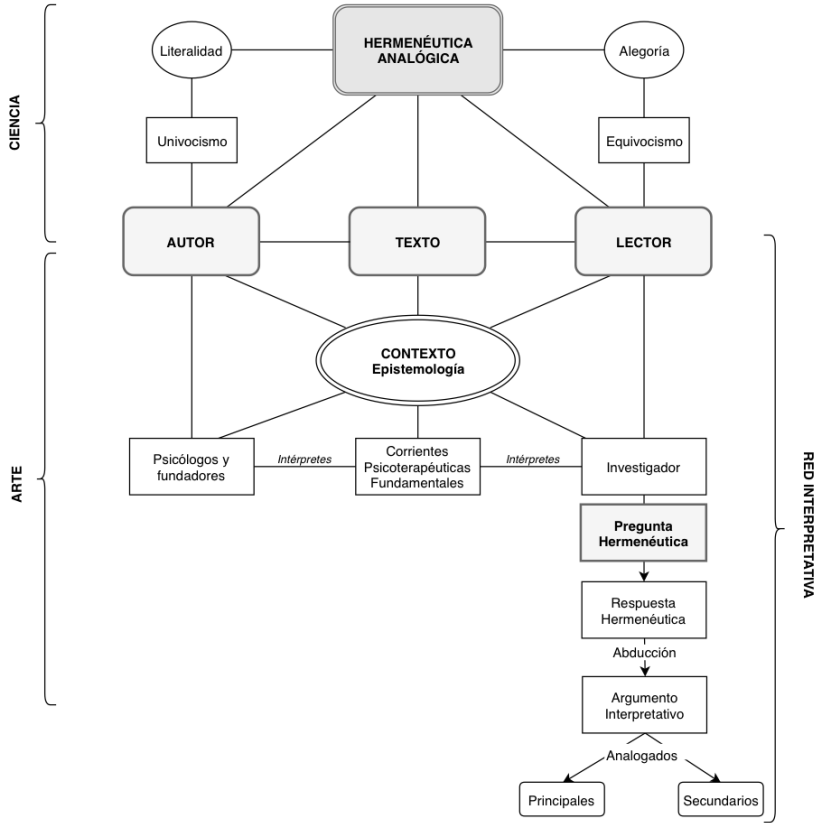 HERMENÉUTICA
ANALÓGICA
Literalidad
Alegoría
CIENCIA
Univocismo
Equivocismo
AUTOR
TEXTO
LECTOR
CONTEXTO
Epistemología
Psicólogos y
fundadores
Intérpretes
Corrientes
Psicoterapéuticas
Fundamentales
Intérpretes
Investigador
ARTE
RED INTERPRETATIVA
Pregunta
Hermenéutica
Respuesta
Hermenéutica
Abducción
Argumento
Interpretativo
Analogados
Principales
Secundarios